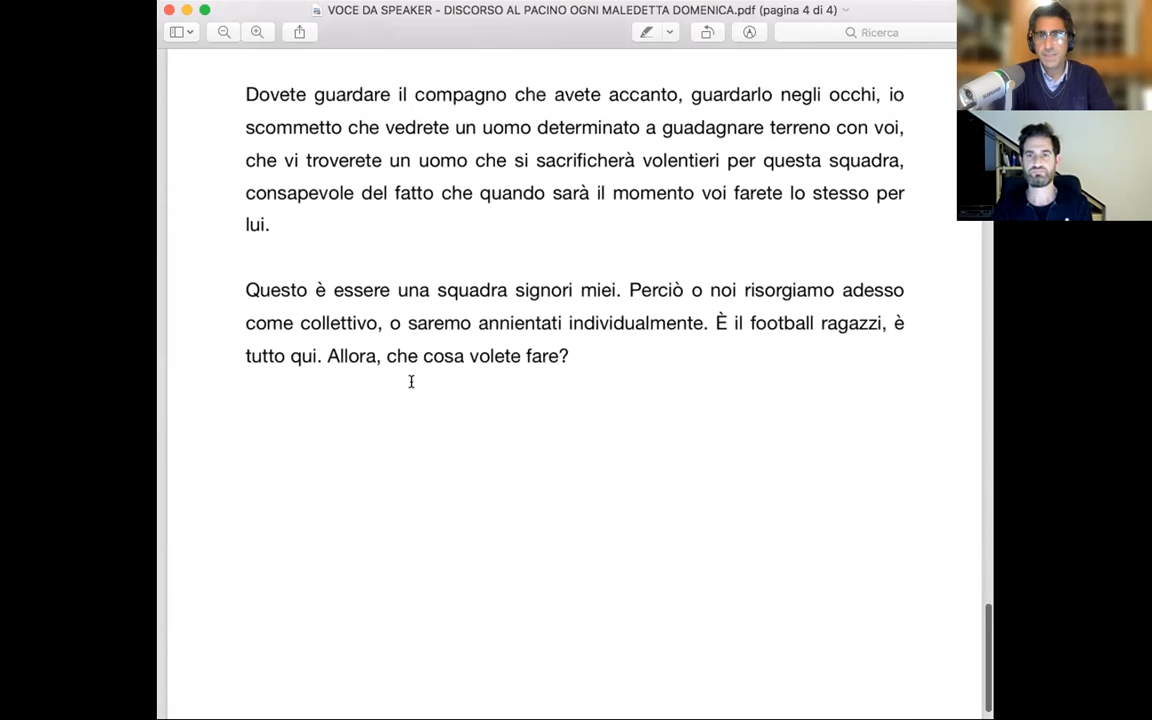 VOCE DA SPEAKER - DISCORSO AL PACINO OGNI MALEDETTA DOMENICA.pdf (pagina 4 di 4)
Ricerca
Dovete guardare il compagno che avete accanto, guardarlo negli occhi, io
scommetto che vedrete un uomo determinato a guadagnare terreno con voi,
che vi troverete un uomo che si sacrificherà volentieri per questa squadra,
consapevole del fatto che quando sarà il momento voi farete lo stesso per
lui.
Questo è essere una squadra signori miei. Perciò o noi risorgiamo adesso
come collettivo, o saremo annientati individualmente. È il football ragazzi, è
tutto qui. Allora, che cosa volete fare?